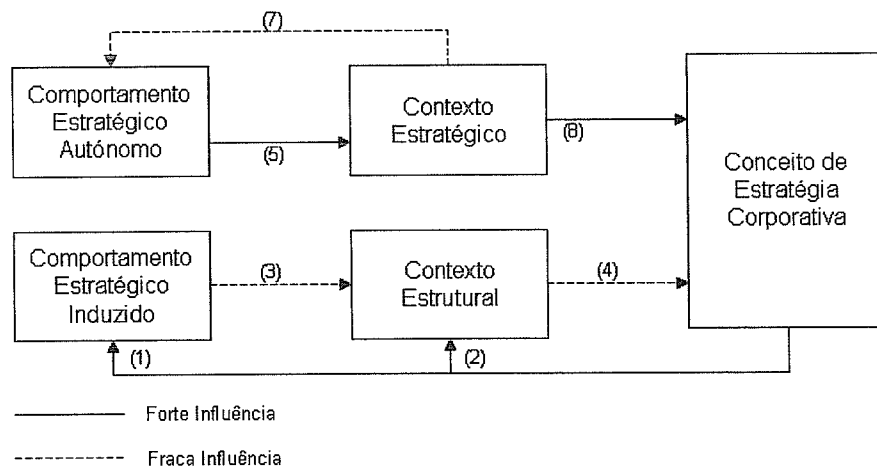 (7)
Comportamento
Estratégico
Autónomo
(5)
Contexto
Estratégico
(8)
Conceito de
Estratégia
Corporativa
Comportamento
Estratégico
Induzido
(3)
Contexto
Estrutural
(4)
(1)
(2)
Forte Influência
Fraca Influência